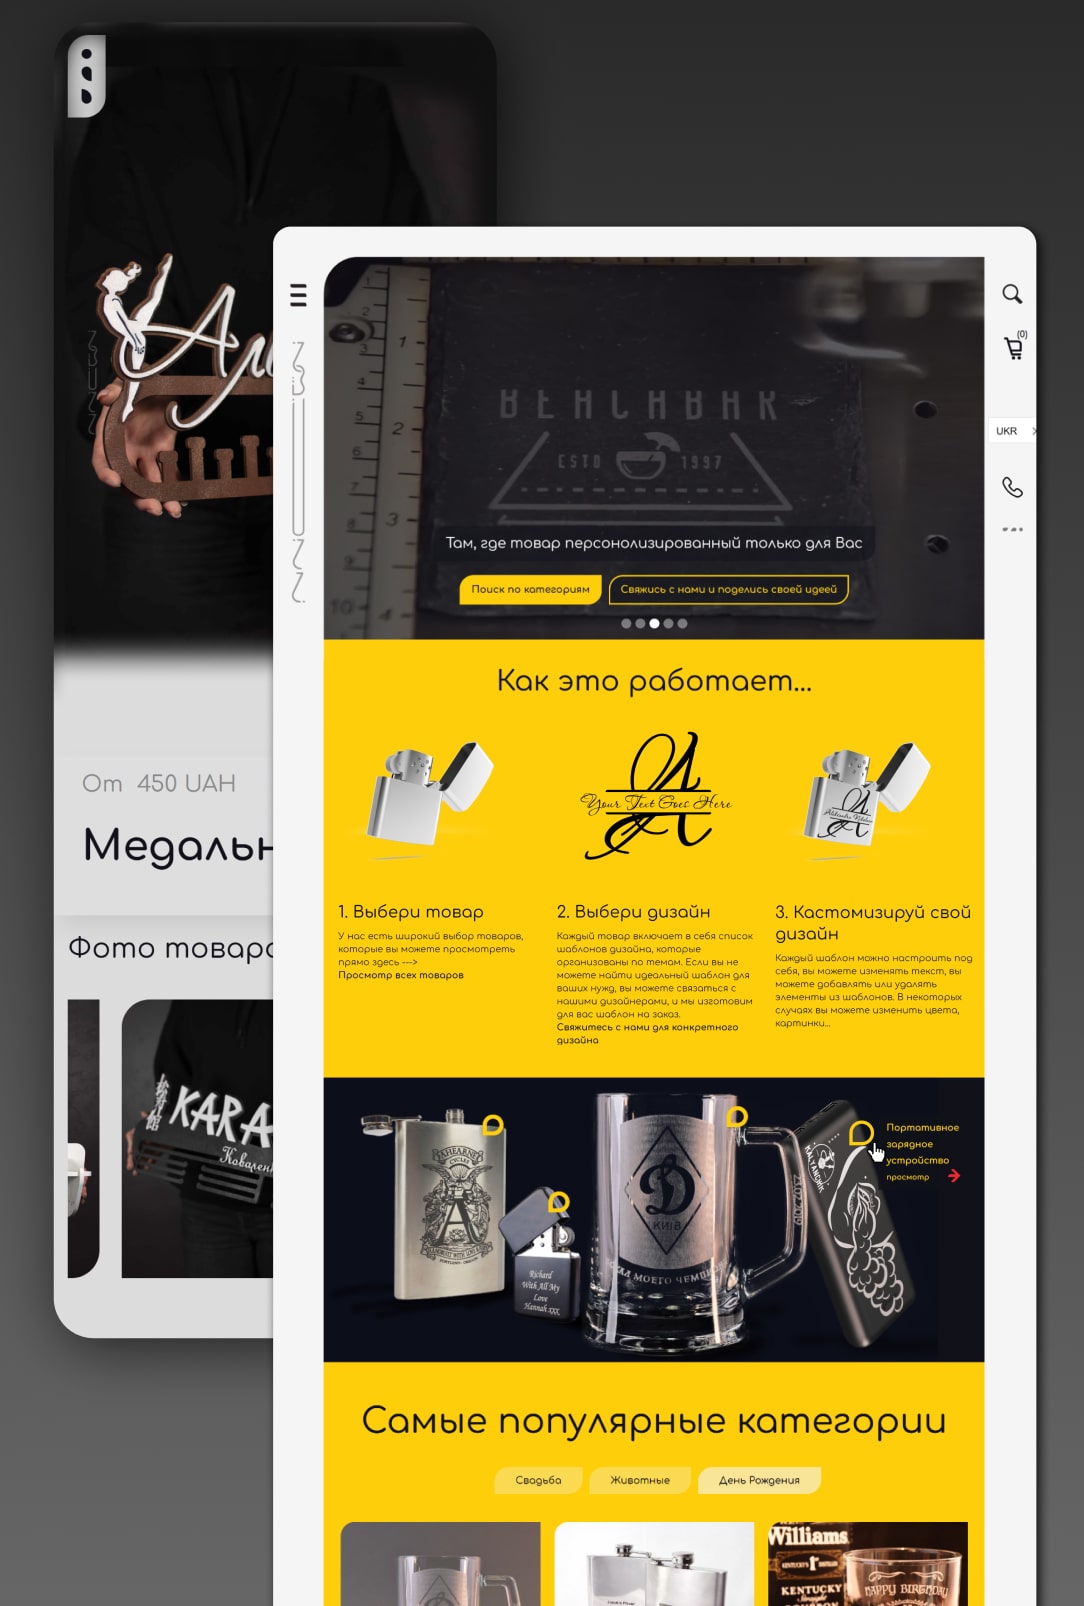 От 450 UAH
Медальн
Фото товара
KARA
Коваленк
(0)
UKR
BEACHBAR
ESTD 1997
Там, где товар персонолизированный только для Вас
Поиск по категориям
Свяжись с нами и поделись своей идеей
Как это работает...
Your Text Goes Here
1. Выбери товар
У нас есть широкий выбор товаров,
которые вы можете просмотреть
прямо здесь --->
Просмотр всех товаров
2. Выбери дизайн
Каждый товар включает в себя список
шаблонов дизайна, которые
организованы по темам. Если вы не
можете найти идеальный шаблон для
ваших нужд, вы можете связаться с
нашими дизайнерами, и мы изготовим
для вас шаблон на заказ.
Свяжитесь с нами для конкретного
дизайна
3. Кастомизируй свой
дизайн
Каждый шаблон можно настроить под
себя, вы можете изменять текст, вы
можете добавлять или удалять
элементы из шаблонов. В некоторых
случаях вы можете изменить цвета,
картинки...
Richard
With All My
Love
Hannah xxx
Д
КИЇВ
Портативное
зарядное
устройство
просмотр
Самые популярные категории
Свадьба
Животные
День Рождения
Williams
KENTUCKY
HAPPY BIRTHDAY